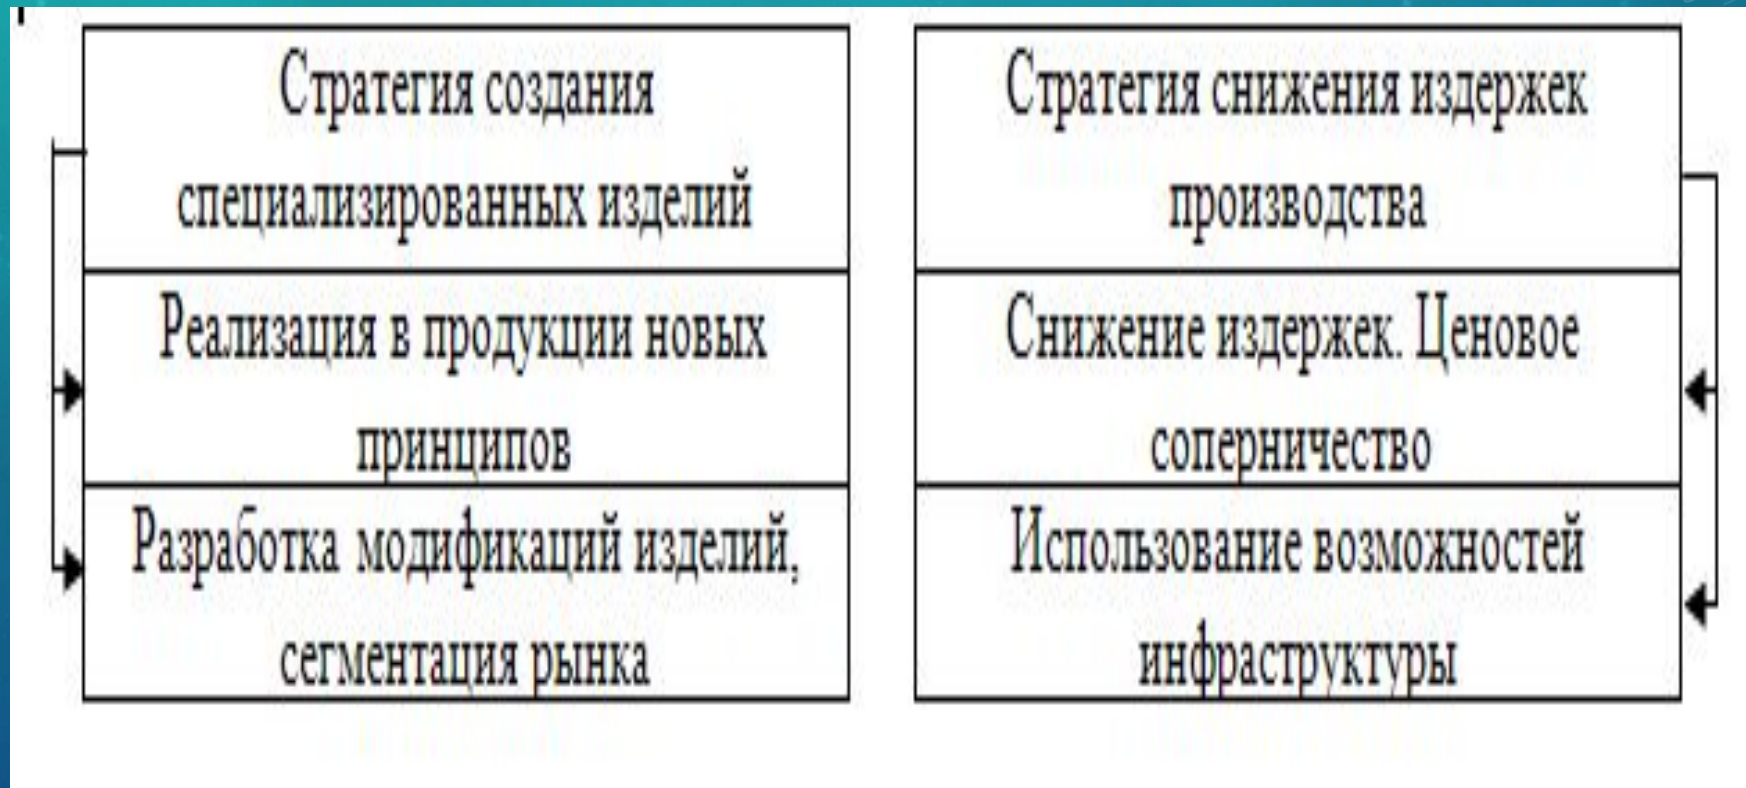 Стратегия создания
специализированных изделий
Реализация в продукции новых
принципов
Разработка модификаций изделий,
сегментация рынка
Стратегия снижения издержек
производства
Снижение издержек. Ценовое
соперничество
Использование возможностей
инфраструктуры